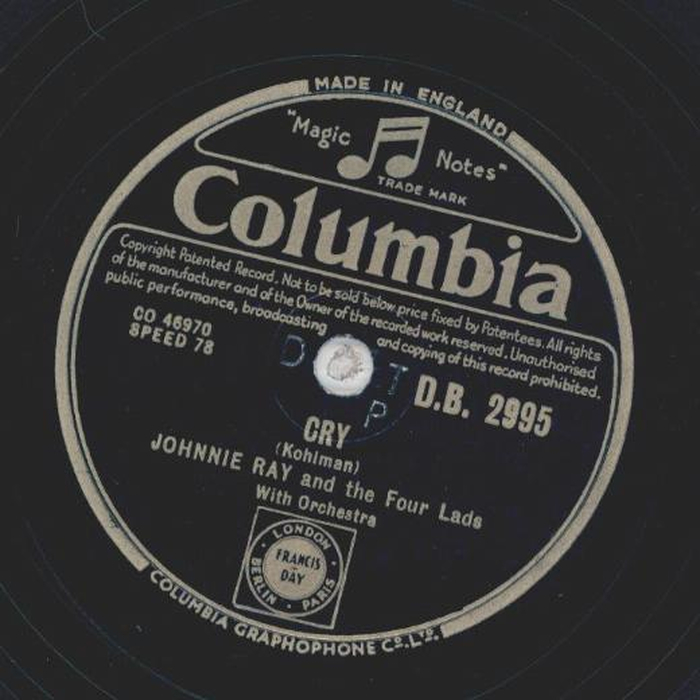 MADE IN ENGLAND
"Magic Notes"
TRADE MARK
Columbia
Copyright Patented Record. Not to be sold below price fixed by Patentees. All rights
of the manufacturer and of the Owner of the recorded work reserved. Unauthorised
public performance, broadcasting and copying of this record prohibited.
CO 46970
SPEED 78
D.B. 2995
D T
P
CRY
(Kohlman)
JOHNNIE RAY and the Four Lads
With Orchestra
LONDON
FRANCIS
DAY
BERLIN · PARIS
COLUMBIA GRAPHOPHONE Co. LTD.